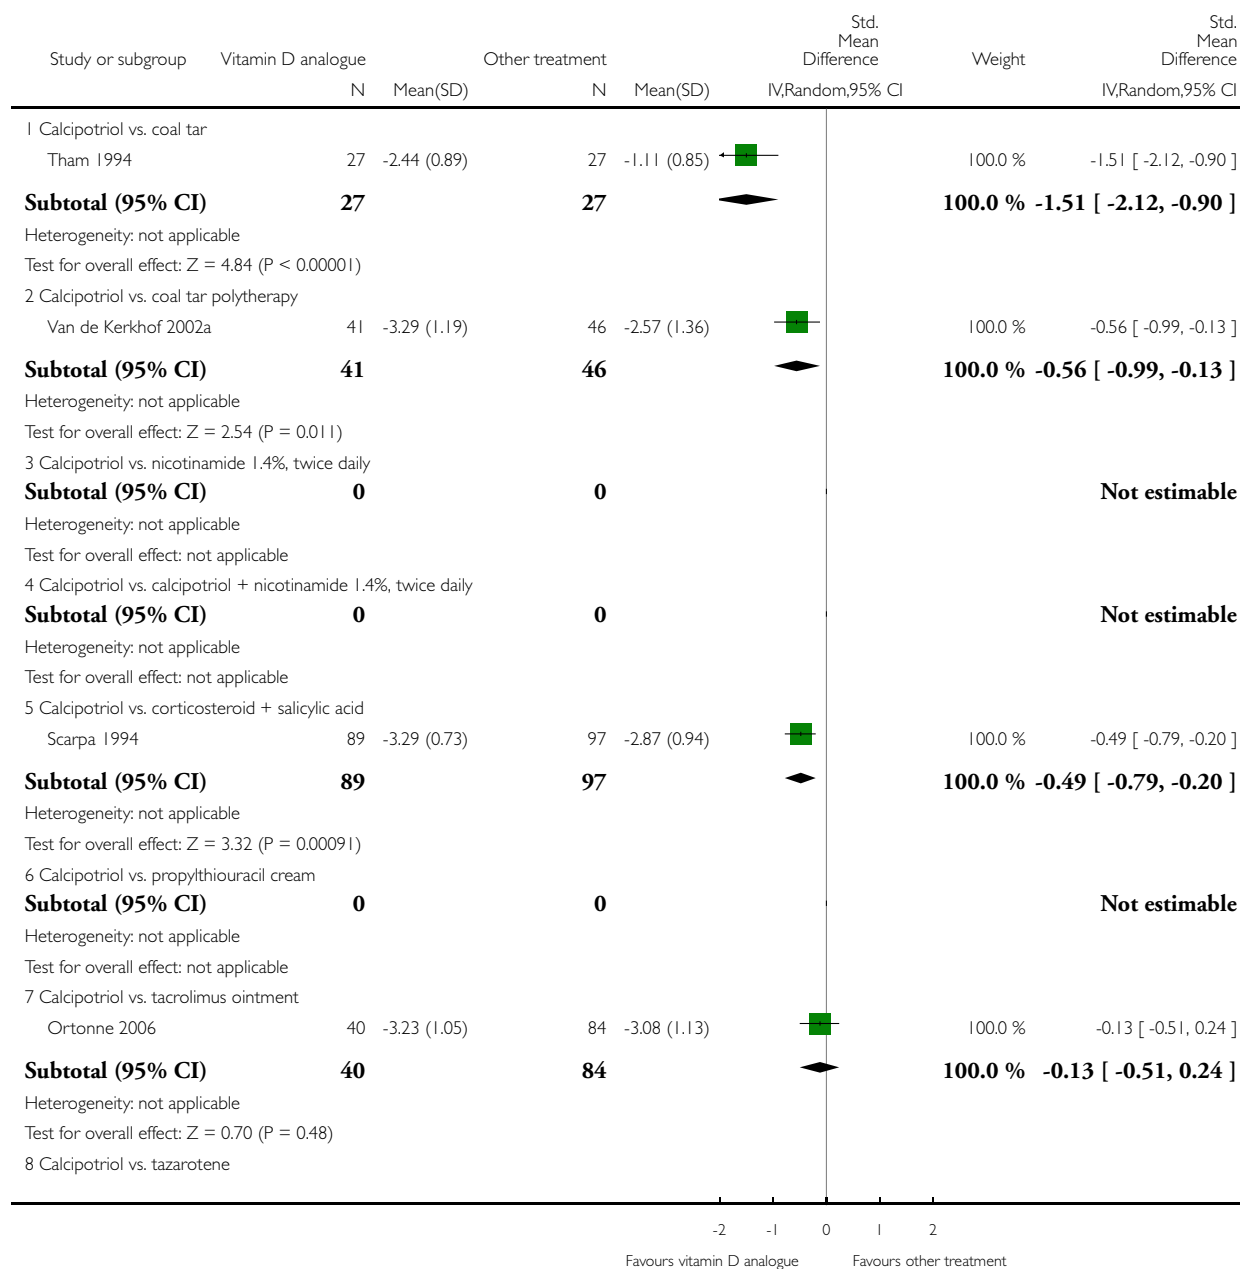 Std. Mean Difference Std. Mean Difference
Study or subgroup Vitamin D analogue Other treatment Weight
N Mean(SD) N Mean(SD) IV,Random,95% CI IV,Random,95% CI
1 Calcipotriol vs. coal tar
Tham 1994 27 -2.44 (0.89) 27 -1.11 (0.85) 100.0 % -1.51 [ -2.12, -0.90 ]
Subtotal (95% CI) 27 27 100.0 % -1.51 [ -2.12, -0.90 ]
Heterogeneity: not applicable
Test for overall effect: Z = 4.84 (P < 0.00001)
2 Calcipotriol vs. coal tar polytherapy
Van de Kerkhof 2002a 41 -3.29 (1.19) 46 -2.57 (1.36) 100.0 % -0.56 [ -0.99, -0.13 ]
Subtotal (95% CI) 41 46 100.0 % -0.56 [ -0.99, -0.13 ]
Heterogeneity: not applicable
Test for overall effect: Z = 2.54 (P = 0.011)
3 Calcipotriol vs. nicotinamide 1.4%, twice daily
Subtotal (95% CI) 0 0 Not estimable
Heterogeneity: not applicable
Test for overall effect: not applicable
4 Calcipotriol vs. calcipotriol + nicotinamide 1.4%, twice daily
Subtotal (95% CI) 0 0 Not estimable
Heterogeneity: not applicable
Test for overall effect: not applicable
5 Calcipotriol vs. corticosteroid + salicylic acid
Scarpa 1994 89 -3.29 (0.73) 97 -2.87 (0.94) 100.0 % -0.49 [ -0.79, -0.20 ]
Subtotal (95% CI) 89 97 100.0 % -0.49 [ -0.79, -0.20 ]
Heterogeneity: not applicable
Test for overall effect: Z = 3.32 (P = 0.00091)
6 Calcipotriol vs. propylthiouracil cream
Subtotal (95% CI) 0 0 Not estimable
Heterogeneity: not applicable
Test for overall effect: not applicable
7 Calcipotriol vs. tacrolimus ointment
Ortonne 2006 40 -3.23 (1.05) 84 -3.08 (1.13) 100.0 % -0.13 [ -0.51, 0.24 ]
Subtotal (95% CI) 40 84 100.0 % -0.13 [ -0.51, 0.24 ]
Heterogeneity: not applicable
Test for overall effect: Z = 0.70 (P = 0.48)
8 Calcipotriol vs. tazarotene
-2 -1 0 1 2
Favours vitamin D analogue Favours other treatment